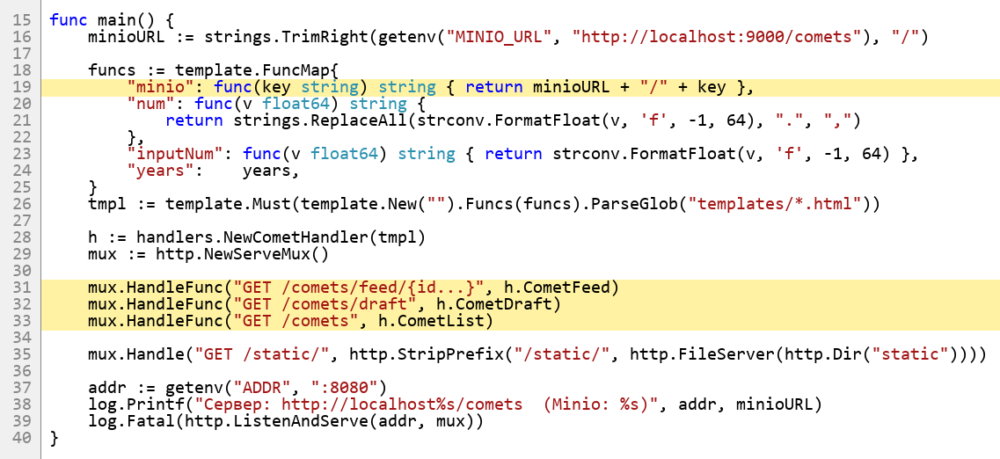 15 func main() {
16     minioURL := strings.TrimRight(getenv("MINIO_URL", "http://localhost:9000/comets"), "/")
17
18     funcs := template.FuncMap{
19         "minio": func(key string) string { return minioURL + "/" + key },
20         "num": func(v float64) string {
21             return strings.ReplaceAll(strconv.FormatFloat(v, 'f', -1, 64), ".", ",")
22         },
23         "inputNum": func(v float64) string { return strconv.FormatFloat(v, 'f', -1, 64) },
24         "years":    years,
25     }
26     tmpl := template.Must(template.New("").Funcs(funcs).ParseGlob("templates/*.html"))
27
28     h := handlers.NewCometHandler(tmpl)
29     mux := http.NewServeMux()
30
31     mux.HandleFunc("GET /comets/feed/{id...}", h.CometFeed)
32     mux.HandleFunc("GET /comets/draft", h.CometDraft)
33     mux.HandleFunc("GET /comets", h.CometList)
34
35     mux.Handle("GET /static/", http.StripPrefix("/static/", http.FileServer(http.Dir("static"))))
36
37     addr := getenv("ADDR", ":8080")
38     log.Printf("Сервер: http://localhost%s/comets  (Minio: %s)", addr, minioURL)
39     log.Fatal(http.ListenAndServe(addr, mux))
40 }